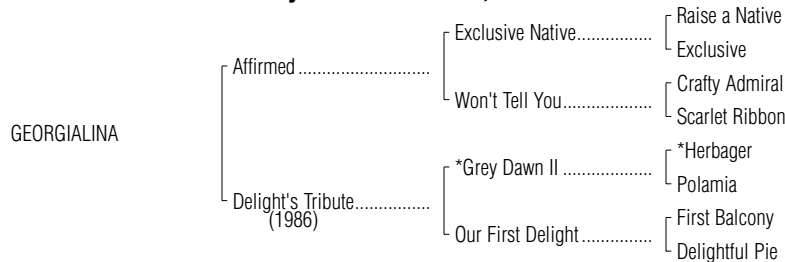 Raise a Native
Exclusive Native................
Exclusive
Affirmed ...........................
Crafty Admiral
Won't Tell You...................
Scarlet Ribbon
GEORGIALINA
*Herbager
*Grey Dawn II ...................
Polamia
Delight's Tribute................
(1986)
First Balcony
Our First Delight...............
Delightful Pie